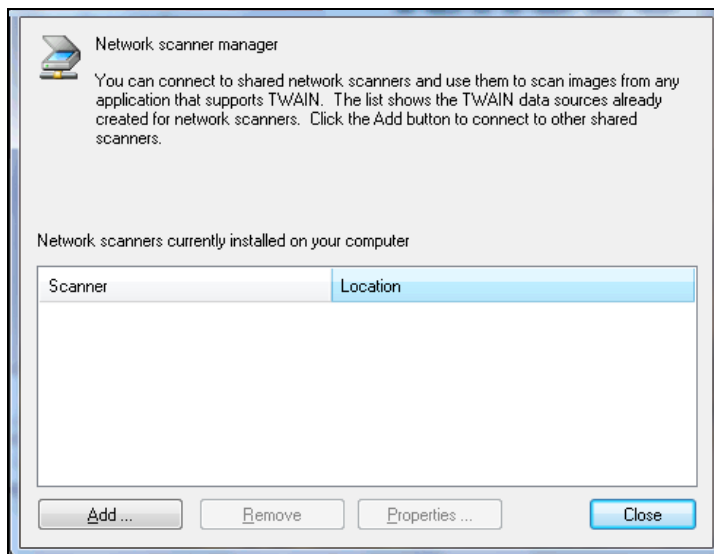 Network scanner manager
You can connect to shared network scanners and use them to scan images from any
application that supports TWAIN.  The list shows the TWAIN data sources already
created for network scanners.  Click the Add button to connect to other shared
scanners.
Network scanners currently installed on your computer
Scanner Location
Add ... Remove Properties ... Close